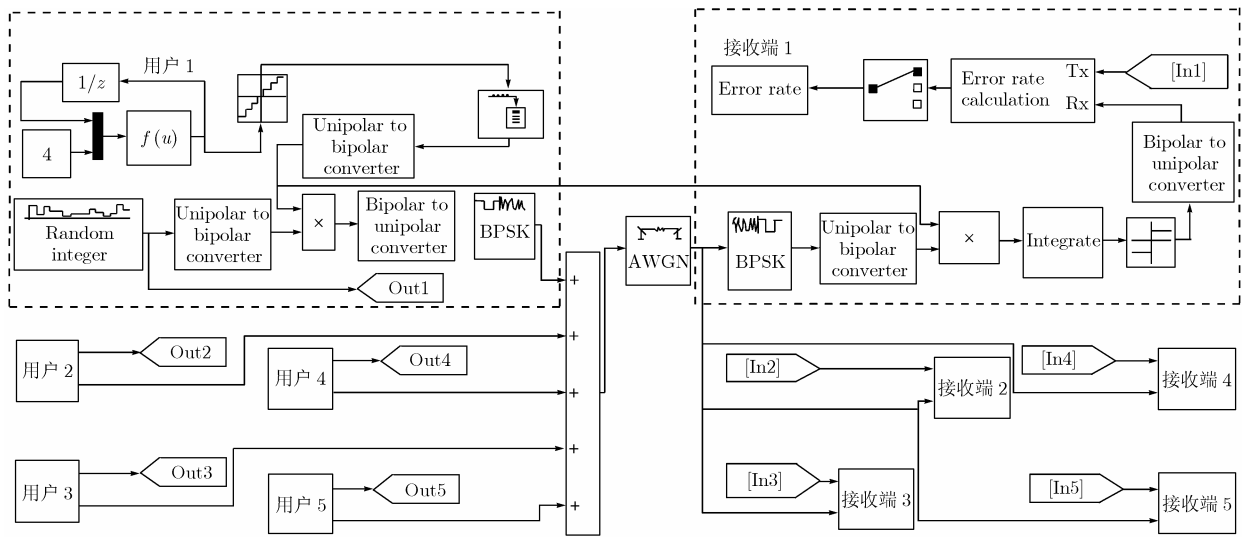 用户 1
1/z
4
f (u)
Unipolar to
bipolar
converter
Random
integer
Unipolar to
bipolar
converter
×
Bipolar to
unipolar
converter
BPSK
Out1
用户 2
Out2
用户 4
Out4
用户 3
Out3
用户 5
Out5
+
+
+
+
+
AWGN
接收端 1
Error rate
Error rate
calculation
Tx
Rx
[In1]
Bipolar to
unipolar
converter
BPSK
Unipolar to
bipolar
converter
×
Integrate
[In2]
接收端 2
[In4]
接收端 4
[In3]
接收端 3
[In5]
接收端 5